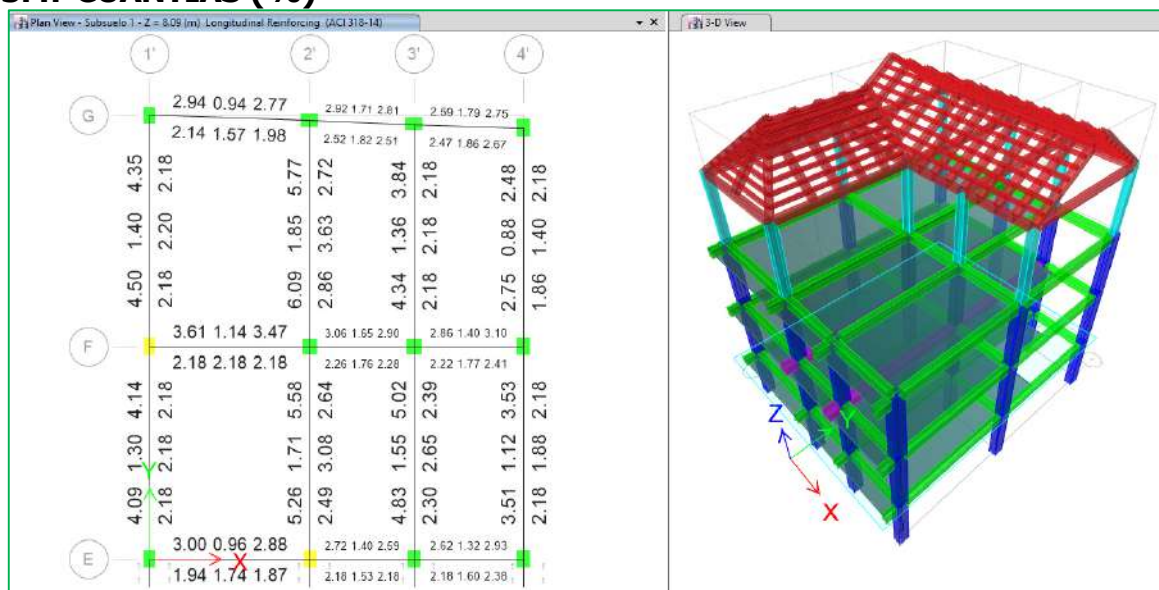 Plan View - Subsuelo 1 - Z = 8.09 (m) Longitudinal Reinforcing (ACI 318-14)
3-D View
1' 2' 3' 4'
G
2.94 0.94 2.77 2.92 1.71 2.81 2.59 1.79 2.75
2.14 1.57 1.98 2.52 1.82 2.51 2.47 1.86 2.67
4.50 1.40 4.35
2.18 2.20 2.18
6.09 1.85 5.77
2.86 3.63 2.72
4.34 1.36 3.84
2.18 2.18 2.18
2.75 0.88 2.48
1.86 1.40 2.18
F
3.61 1.14 3.47 3.06 1.65 2.90 2.86 1.40 3.10
2.18 2.18 2.18 2.26 1.76 2.28 2.22 1.77 2.41
4.09 1.30 4.14
2.18 2.18 2.18
5.26 1.71 5.58
2.49 3.08 2.64
4.83 1.55 5.02
2.30 2.65 2.39
3.51 1.12 3.53
2.18 1.88 2.18
Y
E
3.00 0.96 2.88 2.72 1.40 2.59 2.62 1.32 2.93
X
1.94 1.74 1.87 2.18 1.53 2.18 2.18 1.60 2.38
Z
Y
X